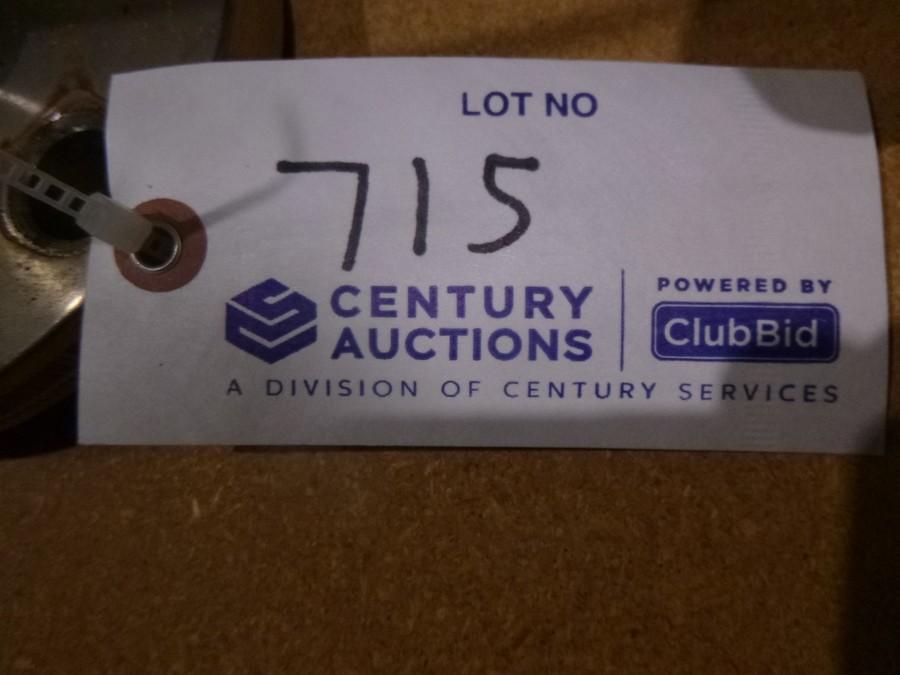 LOT NO
715
CENTURY
AUCTIONS
POWERED BY
ClubBid
A DIVISION OF CENTURY SERVICES